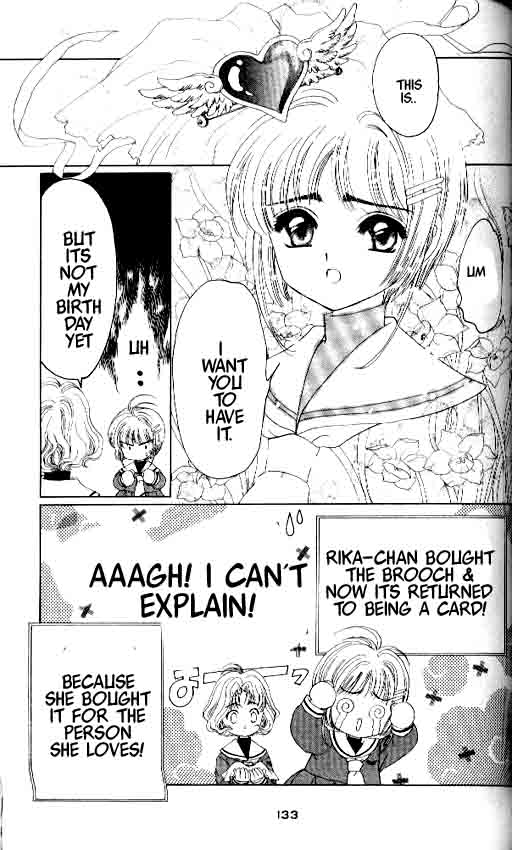 THIS
IS..
UM
I
WANT
YOU
TO
HAVE
IT.
UH
BUT
ITS
NOT
MY
BIRTH
DAY
YET
RIKA-CHAN BOUGHT
THE BROOCH &
NOW ITS RETURNED
TO BEING A CARD!
AAAGH! I CAN'T
EXPLAIN!
BECAUSE
SHE BOUGHT
IT FOR THE
PERSON
SHE LOVES!
133